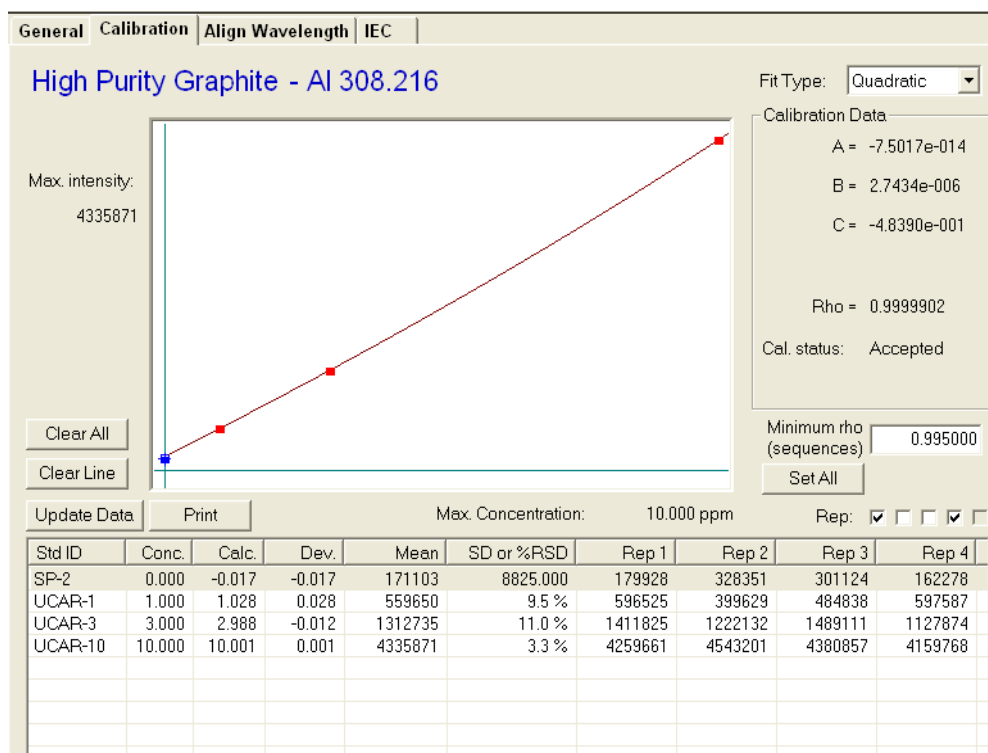 General Calibration Align Wavelength IEC
High Purity Graphite - Al 308.216
Fit Type: Quadratic
Calibration Data
A = -7.5017e-014
Max. intensity:
B = 2.7434e-006
4335871
C = -4.8390e-001
Rho = 0.9999902
Cal. status: Accepted
Clear All
Minimum rho
(sequences) 0.995000
Clear Line
Set All
Update Data Print Max. Concentration: 10.000 ppm Rep:
Std ID Conc. Calc. Dev. Mean SD or %RSD Rep 1 Rep 2 Rep 3 Rep 4
SP-2 0.000 -0.017 -0.017 171103 8825.000 179928 328351 301124 162278
UCAR-1 1.000 1.028 0.028 559650 9.5 % 596525 399629 484838 597587
UCAR-3 3.000 2.988 -0.012 1312735 11.0 % 1411825 1222132 1489111 1127874
UCAR-10 10.000 10.001 0.001 4335871 3.3 % 4259661 4543201 4380857 4159768